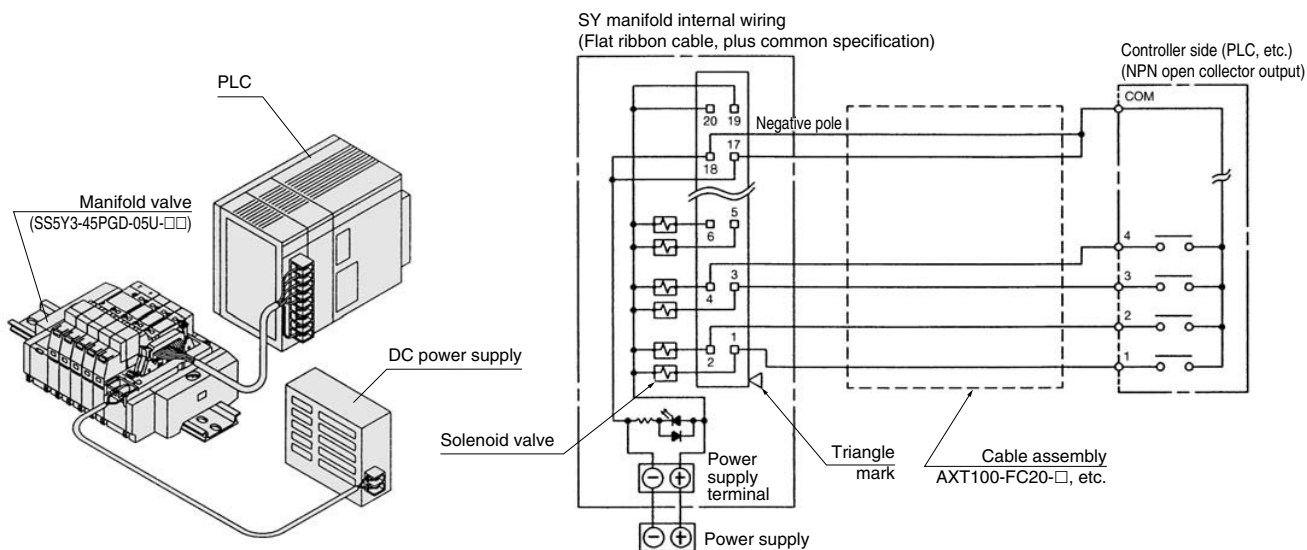 SY manifold internal wiring
(Flat ribbon cable, plus common specification)
Controller side (PLC, etc.)
(NPN open collector output)
PLC
COM
20 19
Negative pole
17
18
Manifold valve
(SS5Y3-45PGD-05U-□□)
5
6
4
3
4
3
2
1
2
1
DC power supply
Solenoid valve
Triangle
mark
Cable assembly
AXT100-FC20-□, etc.
Power
supply
terminal
− +
− +
Power supply